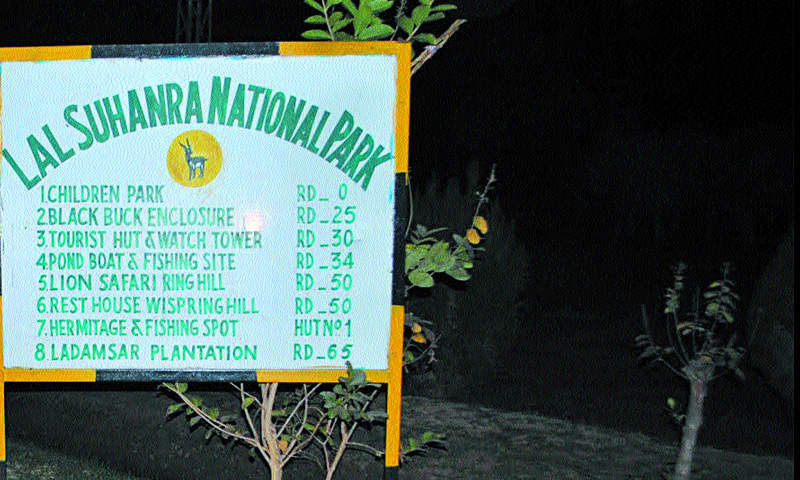 LAL SUHANRA NATIONAL PARK
1.CHILDREN PARK RD_0
2.BLACK BUCK ENCLOSURE RD_25
3.TOURIST HUT & WATCH TOWER RD_30
4.POND BOAT & FISHING SITE RD_34
5.LION SAFARI RING HILL RD_50
6.REST HOUSE WISPRING HILL RD_50
7.HERMITAGE & FISHING SPOT HUT Nº 1
8.LADAMSAR PLANTATION RD_65